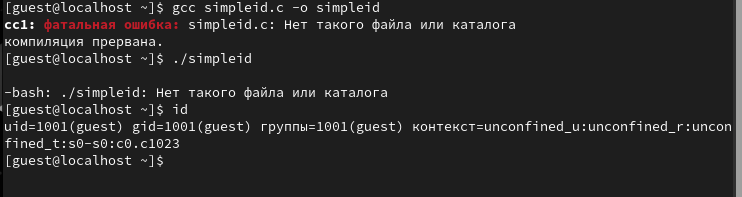 [guest@localhost ~]$ gcc simpleid.c -o simpleid
cc1: фатальная ошибка: simpleid.c: Нет такого файла или каталога
компиляция прервана.
[guest@localhost ~]$ ./simpleid
-bash: ./simpleid: Нет такого файла или каталога
[guest@localhost ~]$ id
uid=1001(guest) gid=1001(guest) группы=1001(guest) контекст=unconfined_u:unconfined_r:uncon
fined_t:s0-s0:c0.c1023
[guest@localhost ~]$